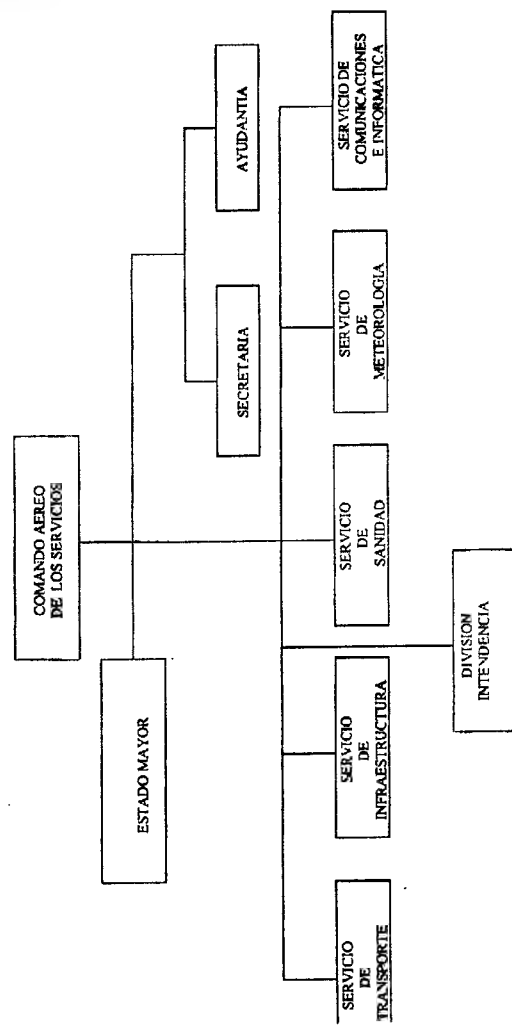 COMANDO AEREO
DE LOS SERVICIOS
ESTADO MAYOR
SECRETARIA
AYUDANTIA
SERVICIO
DE
TRANSPORTE
SERVICIO
DE
INFRAESTRUCTURA
SERVICIO
DE
SANIDAD
SERVICIO
DE
METEOROLOGIA
SERVICIO DE
COMUNICACIONES
E INFORMATICA
DIVISION
INTENDENCIA